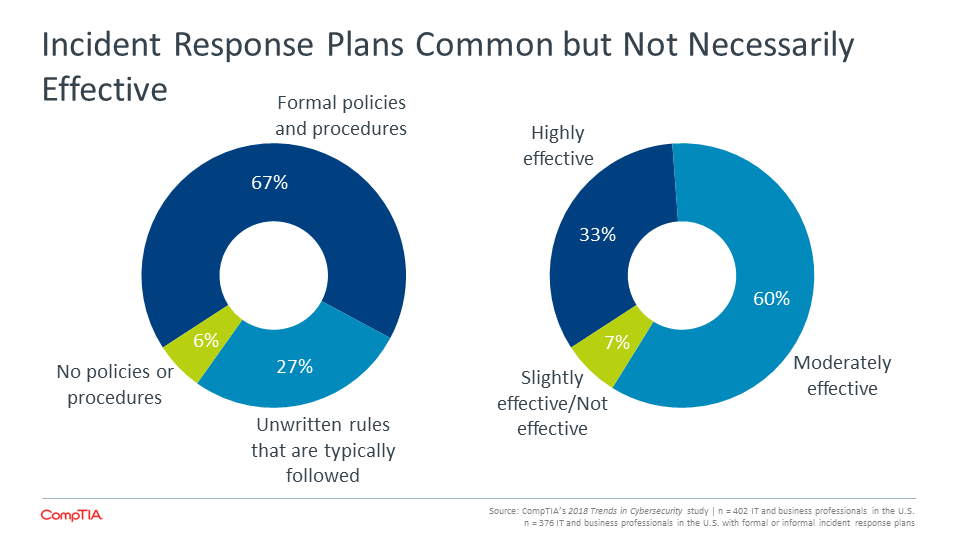 Incident Response Plans Common but Not Necessarily
Effective
Formal policies
and procedures
67%
6%
27%
No policies or
procedures
Unwritten rules
that are typically
followed
Highly
effective
33%
60%
7%
Moderately
effective
Slightly
effective/Not
effective
CompTIA
Source: CompTIA's 2018 Trends in Cybersecurity study | n = 402 IT and business professionals in the U.S.
n = 376 IT and business professionals in the U.S. with formal or informal incident response plans